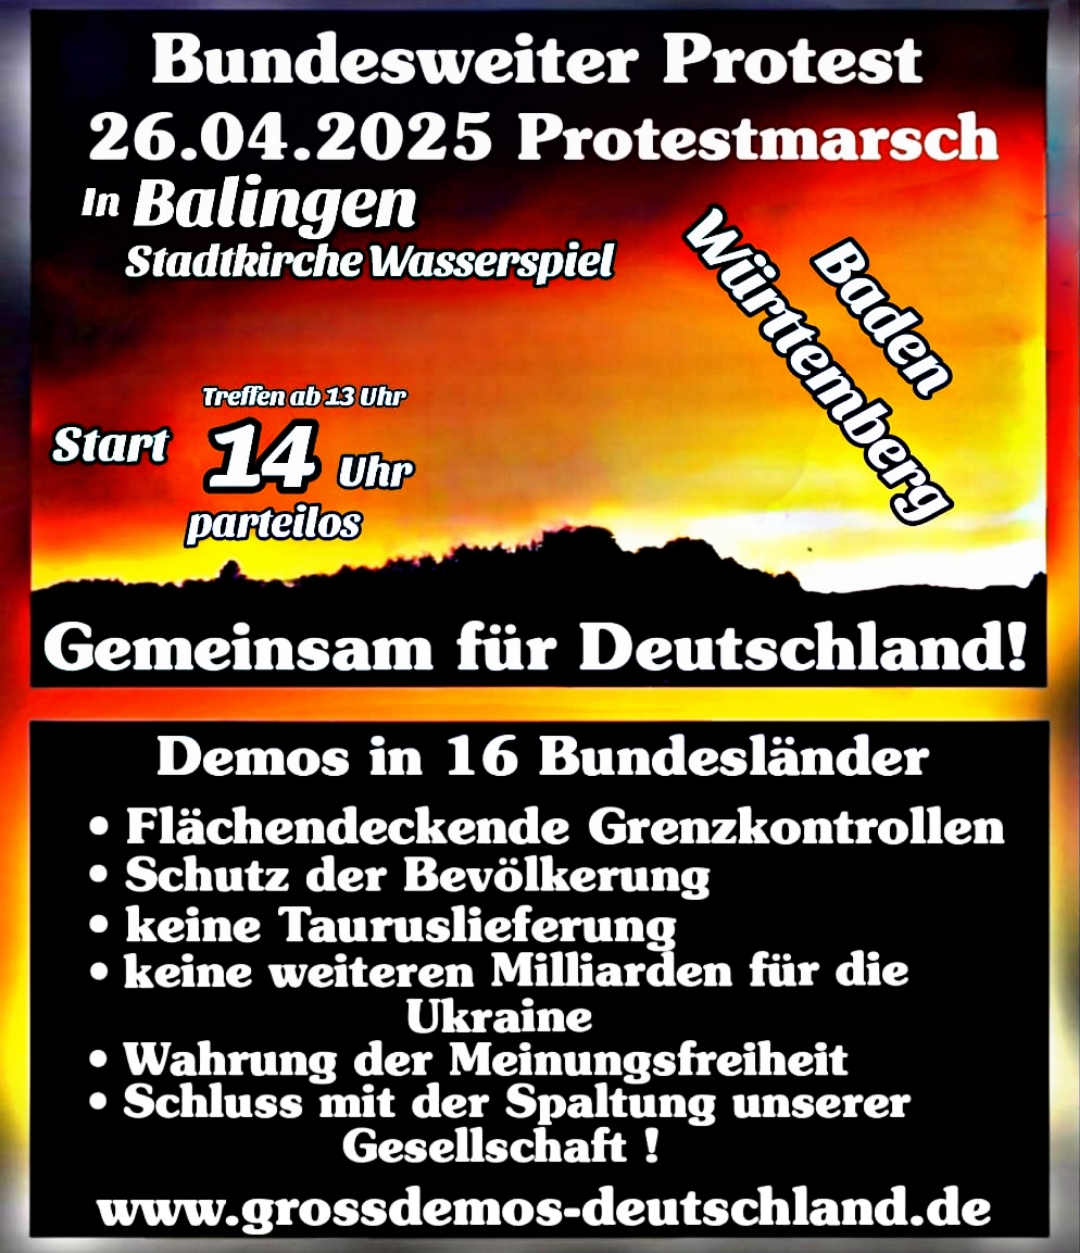 Bundesweiter Protest
26.04.2025 Protestmarsch
In Balingen
Stadtkirche Wasserspiel
Baden
Württemberg
Treffen ab 13 Uhr
Start 14 Uhr
parteilos
Gemeinsam für Deutschland!
Demos in 16 Bundesländer
• Flächendeckende Grenzkontrollen
• Schutz der Bevölkerung
• keine Tauruslieferung
• keine weiteren Milliarden für die
Ukraine
• Wahrung der Meinungsfreiheit
• Schluss mit der Spaltung unserer
Gesellschaft !
www.grossdemos-deutschland.de